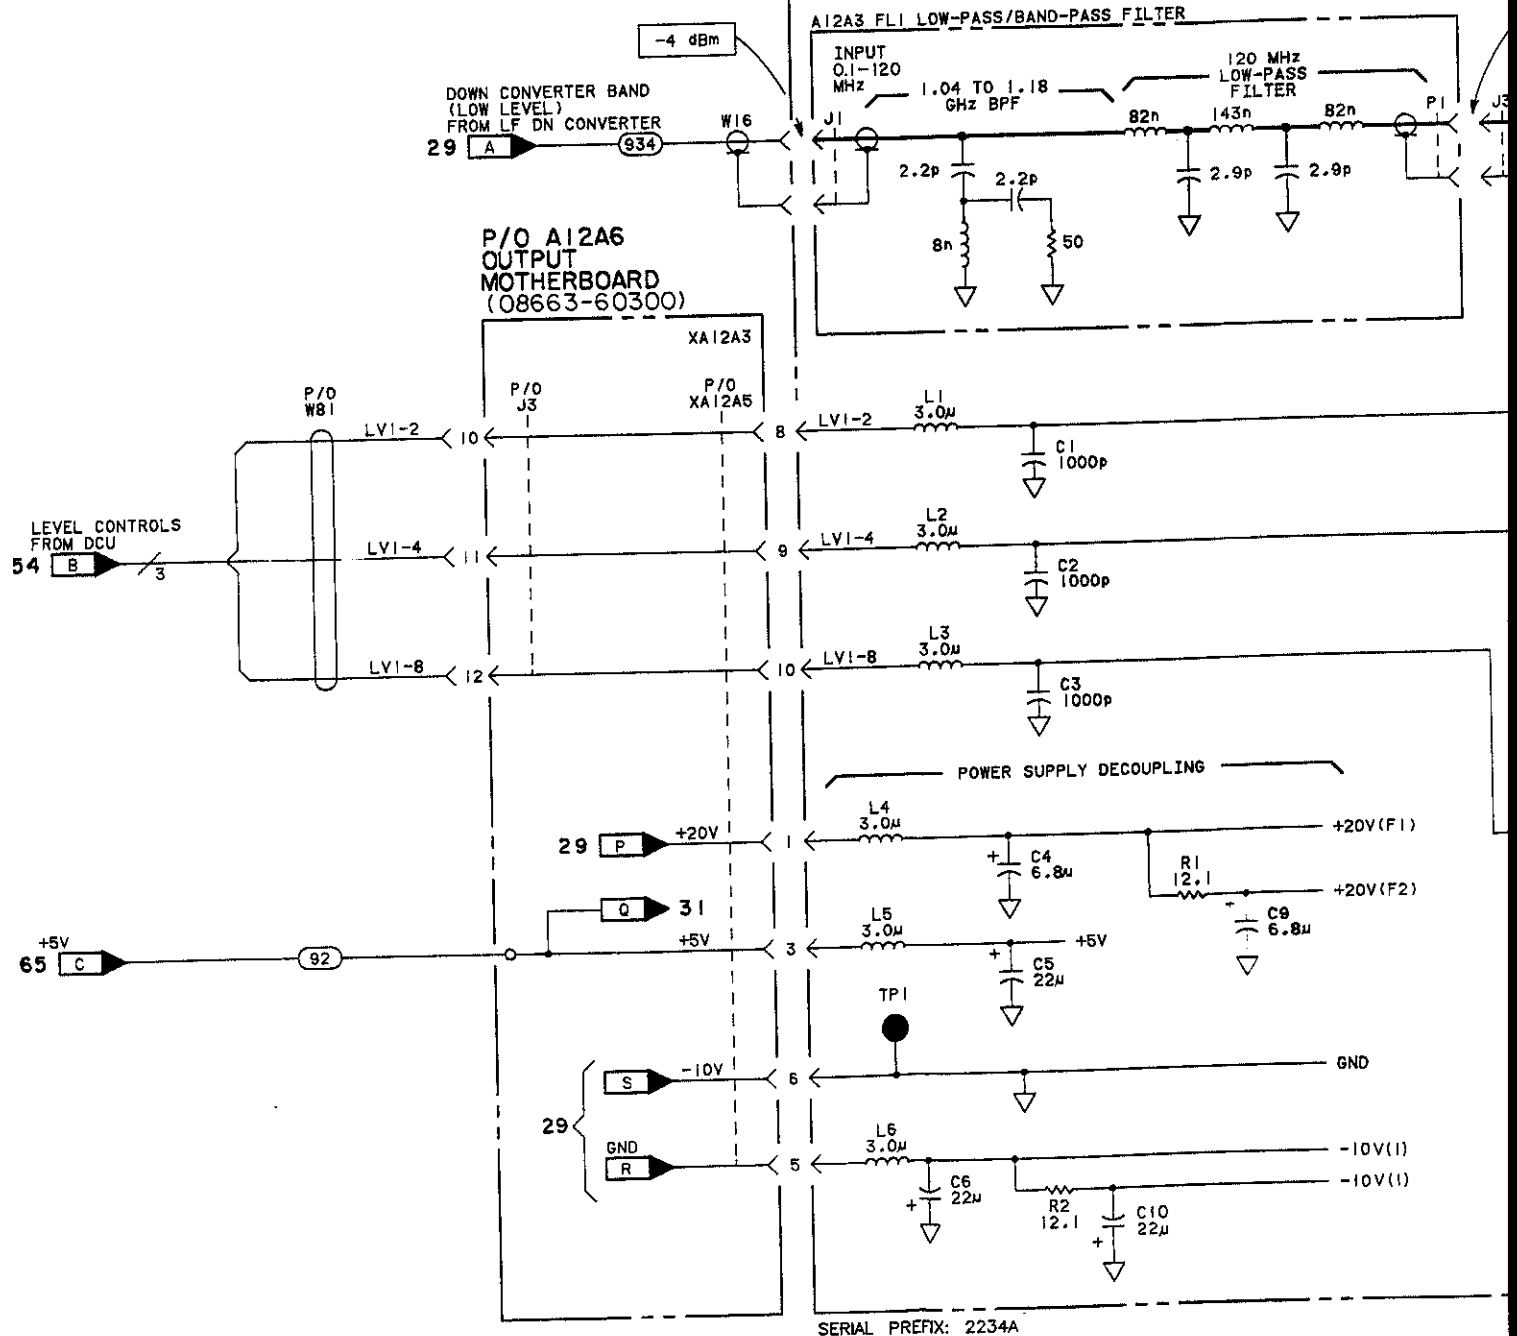 -4 dBm
A12A3 FL1 LOW-PASS/BAND-PASS FILTER
INPUT
0.1-120
MHz
1.04 TO 1.18
GHz BPF
120 MHz
LOW-PASS
FILTER
DOWN CONVERTER BAND
(LOW LEVEL)
FROM LF DN CONVERTER
29 A
934
W16
J1
82n
143n
82n
P1
J3
2.2p
2.2p
2.9p
2.9p
8n
50
P/O A12A6
OUTPUT
MOTHERBOARD
(08663-60300)
XA12A3
P/O
W81
P/O
J3
P/O
XA12A5
LV1-2
10
8
LV1-2
L1
3.0µ
C1
1000p
LEVEL CONTROLS
FROM DCU
54 B
3
LV1-4
11
9
LV1-4
L2
3.0µ
C2
1000p
LV1-8
12
10
LV1-8
L3
3.0µ
C3
1000p
POWER SUPPLY DECOUPLING
29 P
+20V
1
L4
3.0µ
+
C4
6.8µ
R1
12.1
+20V(F1)
+20V(F2)
+
C9
6.8µ
Q 31
+5V
65 C
92
+5V
3
L5
3.0µ
+5V
+
C5
22µ
TP1
29
S
-10V
6
GND
GND
R
5
L6
3.0µ
+
C6
22µ
R2
12.1
+
C10
22µ
-10V(1)
-10V(1)
SERIAL PREFIX: 2234A